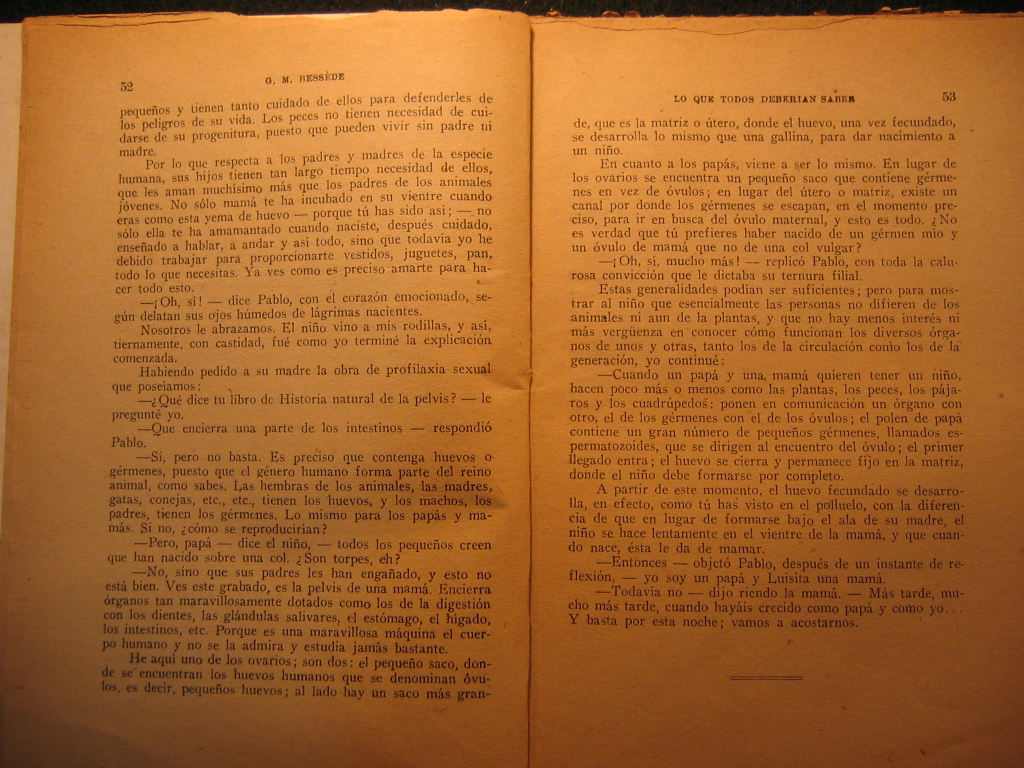 52
G. M. BESSÈDE
pequeños y tienen tanto cuidado de ellos para defenderles de
los peligros de su vida. Los peces no tienen necesidad de cui-
darse de su progenitura, puesto que pueden vivir sin padre ni
madre.
Por lo que respecta a los padres y madres de la especie
humana, sus hijos tienen tan largo tiempo necesidad de ellos,
que les aman muchísimo más que los padres de los animales
jóvenes. No sólo mamá te ha incubado en su vientre cuando
eras como esta yema de huevo — porque tú has sido así; — no
sólo ella te ha amamantado cuando naciste, después cuidado,
enseñado a hablar, a andar y así todo, sino que todavía yo he
debido trabajar para proporcionarte vestidos, juguetes, pan,
todo lo que necesitas. Ya ves como es preciso amarte para ha-
cer todo esto.
—¡Oh, sí! — dice Pablo, con el corazón emocionado, se-
gún delatan sus ojos húmedos de lágrimas nacientes.
Nosotros le abrazamos. El niño vino a mis rodillas, y así,
tiernamente, con castidad, fué como yo terminé la explicación
comenzada.
Habiendo pedido a su madre la obra de profilaxia sexual
que poseíamos:
—¿Qué dice tu libro de Historia natural de la pelvis? — le
pregunté yo.
—Que encierra una parte de los intestinos — respondió
Pablo.
—Sí, pero no basta. Es preciso que contenga huevos o
gérmenes, puesto que el género humano forma parte del reino
animal, como sabes. Las hembras de los animales, las madres,
gatas, conejas, etc., etc., tienen los huevos, y los machos, los
padres, tienen los gérmenes. Lo mismo para los papás y ma-
más. Si no, ¿cómo se reproducirían?
—Pero, papá — dice el niño, — todos los pequeños creen
que han nacido sobre una col. ¿Son torpes, eh?
—No, sino que sus padres les han engañado, y esto no
está bien. Ves este grabado, es la pelvis de una mamá. Encierra
órganos tan maravillosamente dotados como los de la digestión
con los dientes, las glándulas salivares, el estómago, el hígado,
los intestinos, etc. Porque es una maravillosa máquina el cuer-
po humano y no se la admira y estudia jamás bastante.
He aquí uno de los ovarios; son dos: el pequeño saco, don-
de se encuentran los huevos humanos que se denominan óvu-
los, es decir, pequeños huevos; al lado hay un saco más gran-
LO QUE TODOS DEBERIAN SABER
53
de, que es la matriz o útero, donde el huevo, una vez fecundado,
se desarrolla lo mismo que una gallina, para dar nacimiento a
un niño.
En cuanto a los papás, viene a ser lo mismo. En lugar de
los ovarios se encuentra un pequeño saco que contiene gérme-
nes en vez de óvulos; en lugar del útero o matriz, existe un
canal por donde los gérmenes se escapan, en el momento pre-
ciso, para ir en busca del óvulo maternal, y esto es todo. ¿No
es verdad que tú prefieres haber nacido de un gérmen mío y
un óvulo de mamá que no de una col vulgar?
—¡Oh, sí, mucho más! — replicó Pablo, con toda la calu-
rosa convicción que le dictaba su ternura filial.
Estas generalidades podían ser suficientes; pero para mos-
trar al niño que esencialmente las personas no difieren de los
animales ni aun de la plantas, y que no hay menos interés ni
más vergüenza en conocer cómo funcionan los diversos órga-
nos de unos y otras, tanto los de la circulación como los de la
generación, yo continué:
—Cuando un papá y una mamá quieren tener un niño,
hacen poco más o menos como las plantas, los peces, los pája-
ros y los cuadrúpedos: ponen en comunicación un órgano con
otro, el de los gérmenes con el de los óvulos; el polen de papá
contiene un gran número de pequeños gérmenes, llamados es-
permatozoides, que se dirigen al encuentro del óvulo; el primer
llegado entra; el huevo se cierra y permanece fijo en la matriz,
donde el niño debe formarse por completo.
A partir de este momento, el huevo fecundado se desarro-
lla, en efecto, como tú has visto en el polluelo, con la diferen-
cia de que en lugar de formarse bajo el ala de su madre, el
niño se hace lentamente en el vientre de la mamá, y que cuan-
do nace, ésta le da de mamar.
—Entonces — objctó Pablo, después de un instante de re-
flexión, — yo soy un papá y Luisita una mamá.
—Todavía no — dijo riendo la mamá. — Más tarde, mu-
cho más tarde, cuando hayáis crecido como papá y como yo...
Y basta por esta noche; vamos a acostarnos.